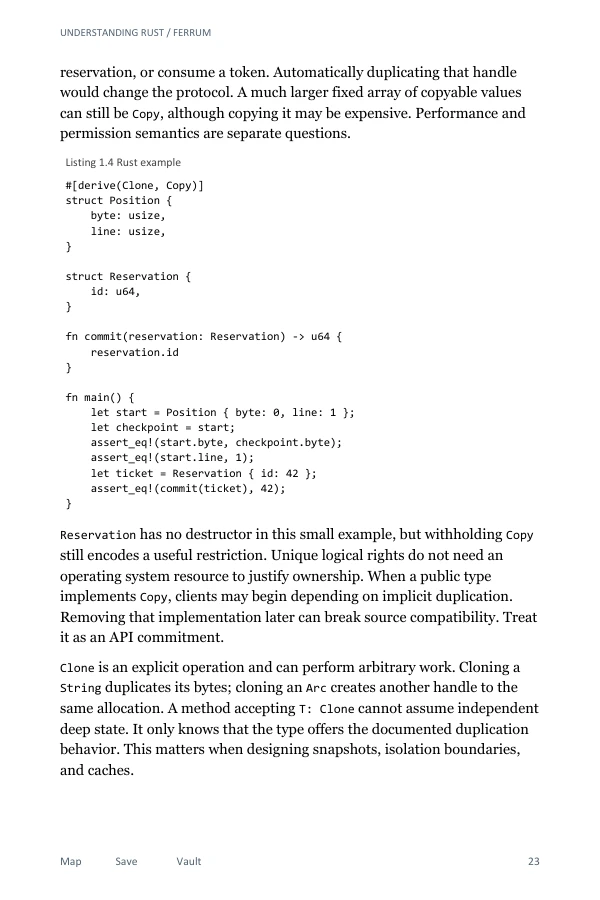 UNDERSTANDING RUST / FERRUM
reservation, or consume a token. Automatically duplicating that handle
would change the protocol. A much larger fixed array of copyable values
can still be Copy, although copying it may be expensive. Performance and
permission semantics are separate questions.
Listing 1.4 Rust example
#[derive(Clone, Copy)]
struct Position {
    byte: usize,
    line: usize,
}
struct Reservation {
    id: u64,
}
fn commit(reservation: Reservation) -> u64 {
    reservation.id
}
fn main() {
    let start = Position { byte: 0, line: 1 };
    let checkpoint = start;
    assert_eq!(start.byte, checkpoint.byte);
    assert_eq!(start.line, 1);
    let ticket = Reservation { id: 42 };
    assert_eq!(commit(ticket), 42);
}
Reservation has no destructor in this small example, but withholding Copy
still encodes a useful restriction. Unique logical rights do not need an
operating system resource to justify ownership. When a public type
implements Copy, clients may begin depending on implicit duplication.
Removing that implementation later can break source compatibility. Treat
it as an API commitment.
Clone is an explicit operation and can perform arbitrary work. Cloning a
String duplicates its bytes; cloning an Arc creates another handle to the
same allocation. A method accepting T: Clone cannot assume independent
deep state. It only knows that the type offers the documented duplication
behavior. This matters when designing snapshots, isolation boundaries,
and caches.
Map Save Vault 23